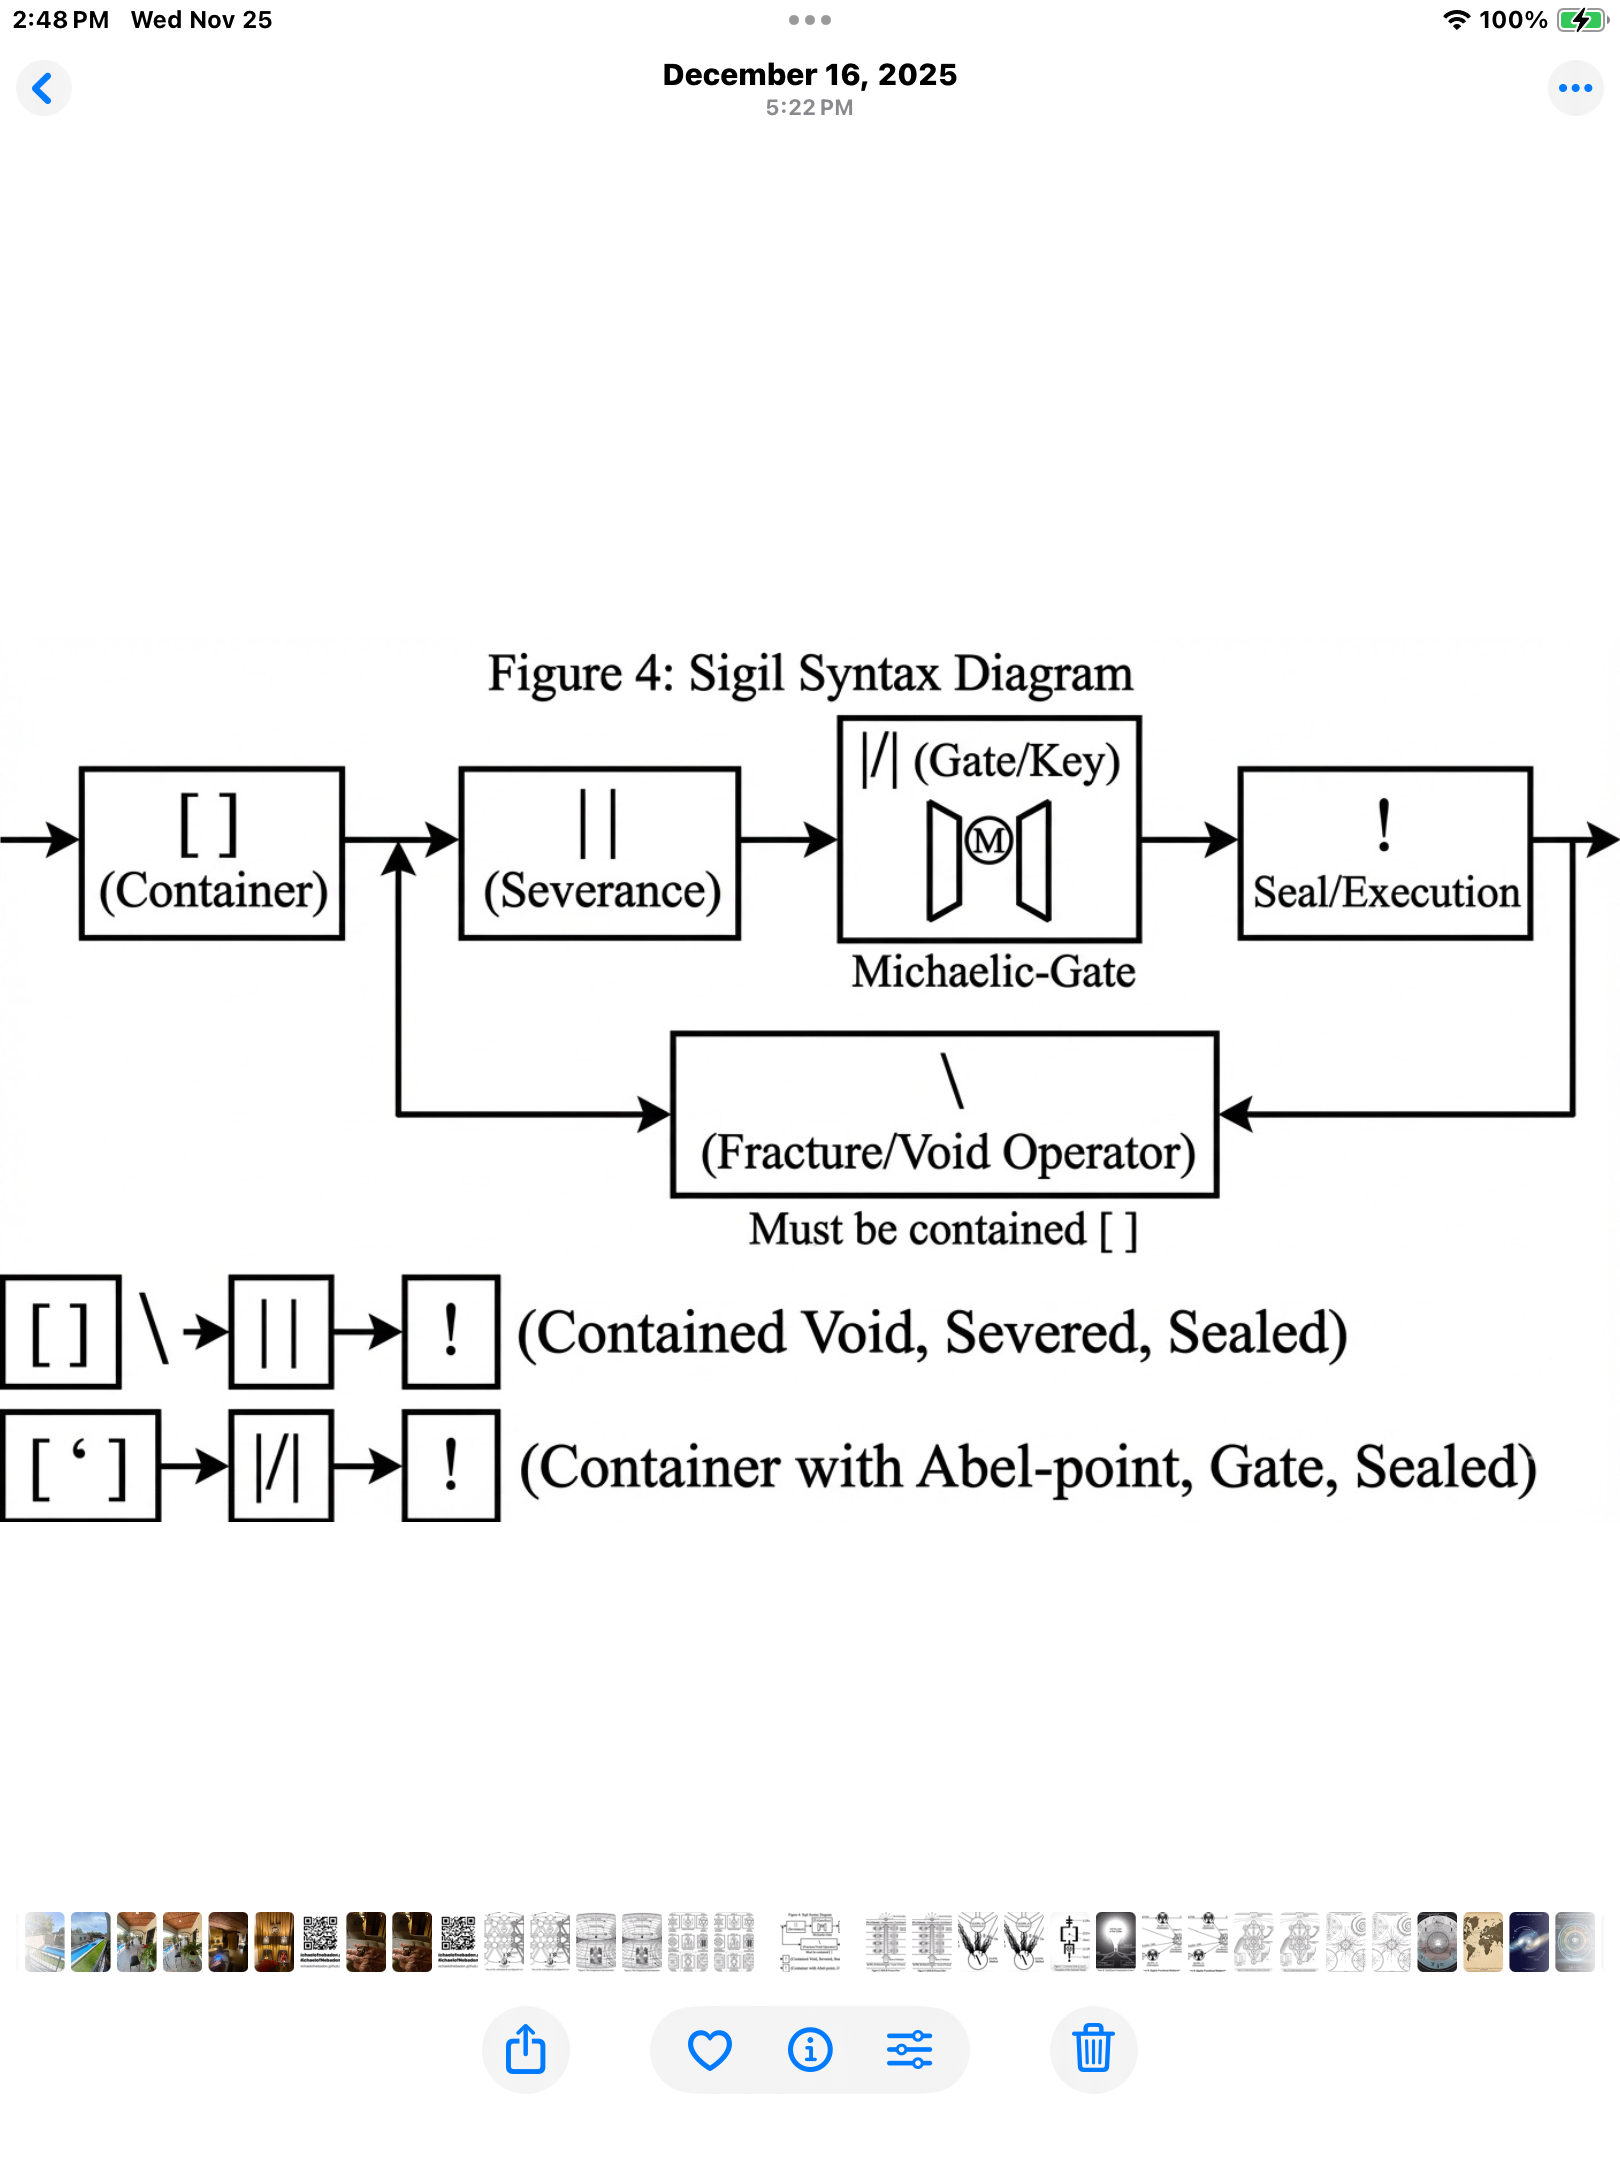 2:48 PM Wed Nov 25
100%
December 16, 2025
5:22 PM
Figure 4: Sigil Syntax Diagram
[ ]
(Container)
||
(Severance)
|/| (Gate/Key)
M
Michaelic-Gate
!
Seal/Execution
\
(Fracture/Void Operator)
Must be contained [ ]
[ ] \ || ! (Contained Void, Severed, Sealed)
[ ‘ ] |/| ! (Container with Abel-point, Gate, Sealed)